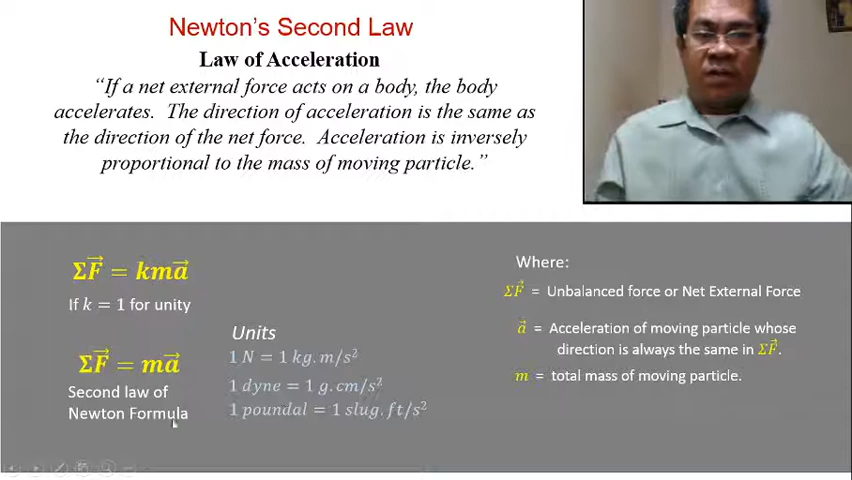 Newton's Second Law
Law of Acceleration
“If a net external force acts on a body, the body
accelerates. The direction of acceleration is the same as
the direction of the net force. Acceleration is inversely
proportional to the mass of moving particle.”
ΣF⃗ = kma⃗
If k = 1 for unity
ΣF⃗ = ma⃗
Second law of
Newton Formula
Units
1 N = 1 kg.m/s²
1 dyne = 1 g.cm/s²
1 poundal = 1 slug.ft/s²
Where:
ΣF⃗ = Unbalanced force or Net External Force
a⃗ = Acceleration of moving particle whose
direction is always the same in ΣF⃗.
m = total mass of moving particle.